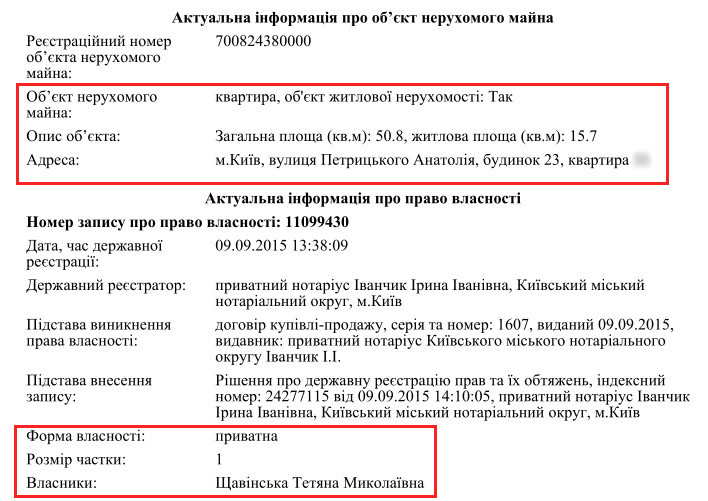 Актуальна інформація про об’єкт нерухомого майна
Реєстраційний номер об’єкта нерухомого майна: 700824380000
Об’єкт нерухомого майна: квартира, об'єкт житлової нерухомості: Так
Опис об’єкта: Загальна площа (кв.м): 50.8, житлова площа (кв.м): 15.7
Адреса: м.Київ, вулиця Петрицького Анатолія, будинок 23, квартира
Актуальна інформація про право власності
Номер запису про право власності: 11099430
Дата, час державної реєстрації: 09.09.2015 13:38:09
Державний реєстратор: приватний нотаріус Іванчик Ірина Іванівна, Київський міський
нотаріальний округ, м.Київ
Підстава виникнення права власності: договір купівлі-продажу, серія та номер: 1607, виданий 09.09.2015,
видавник: приватний нотаріус Київського міського нотаріального
округу Іванчик І.І.
Підстава внесення запису: Рішення про державну реєстрацію прав та їх обтяжень, індексний
номер: 24277115 від 09.09.2015 14:10:05, приватний нотаріус Іванчик
Ірина Іванівна, Київський міський нотаріальний округ, м.Київ
Форма власності: приватна
Розмір частки: 1
Власники: Щавінська Тетяна Миколаївна